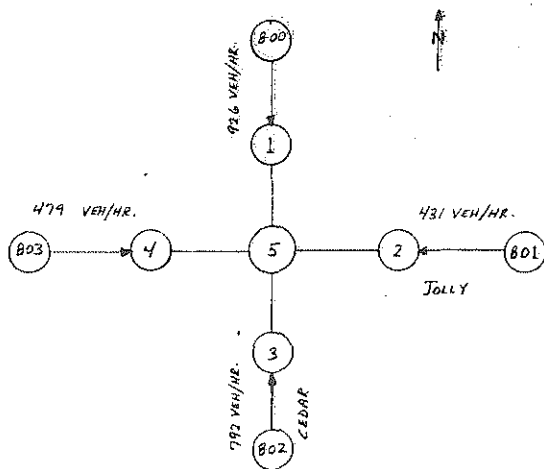 800
N
926 VEH/HR.
1
479 VEH/HR.
431 VEH/HR.
803
4
5
2
801
JOLLY
3
792 VEH/HR.
CEDAR
802